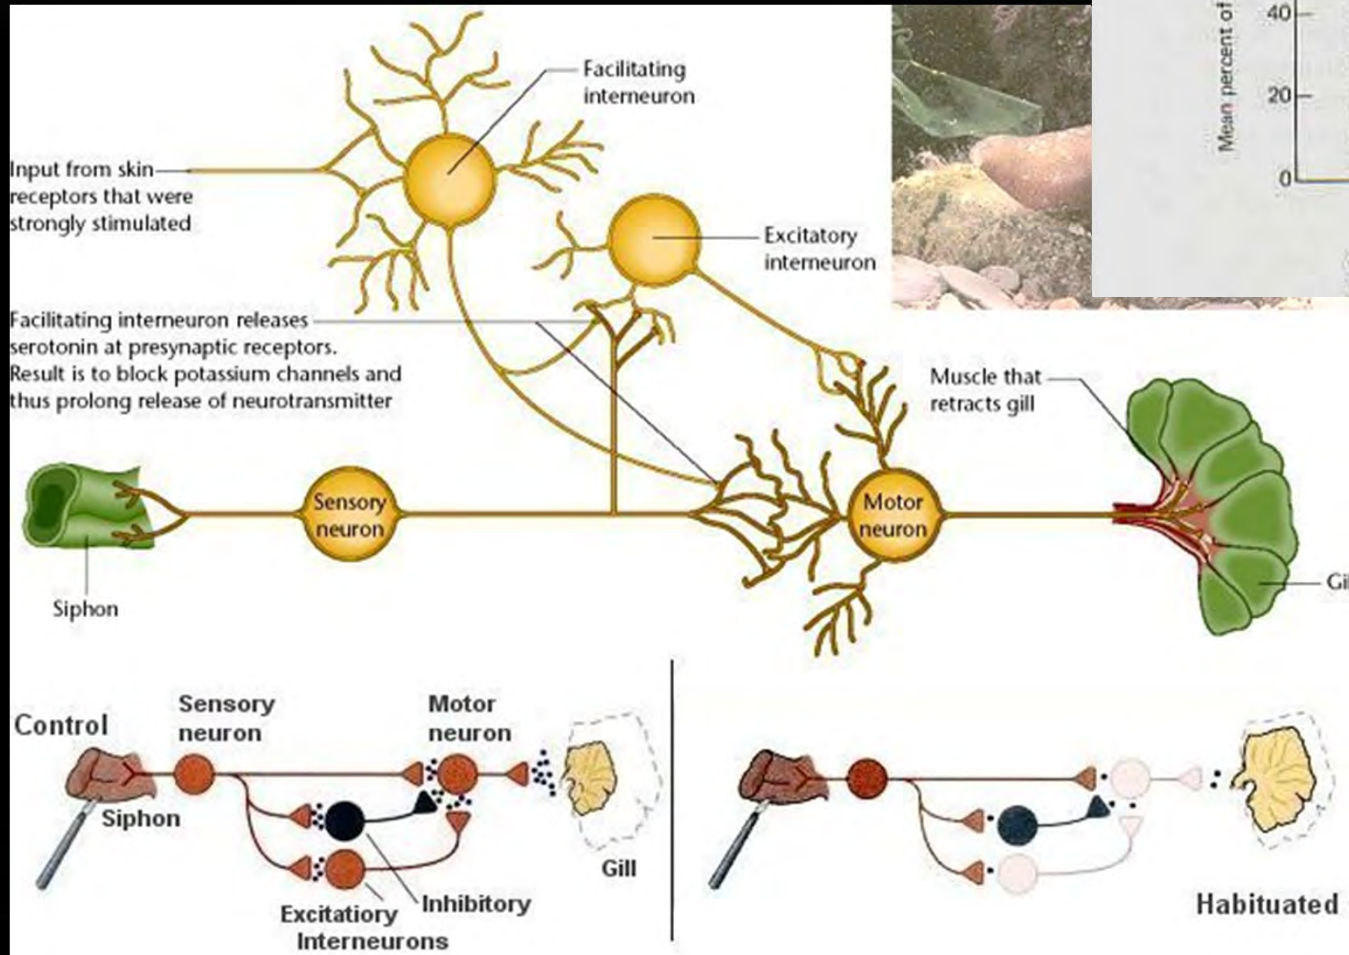 Facilitating
interneuron
Input from skin
receptors that were
strongly stimulated
Excitatory
interneuron
Facilitating interneuron releases
serotonin at presynaptic receptors.
Result is to block potassium channels and
thus prolong release of neurotransmitter
Muscle that
retracts gill
Sensory
neuron
Motor
neuron
Siphon
Mean percent of
40
20
0
Control
Sensory
neuron
Motor
neuron
Siphon
Gill
Inhibitory
Excitatiory
Interneurons
Habituated